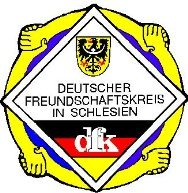 DEUTSCHER
FREUNDSCHAFTSKREIS
IN SCHLESIEN
dfk